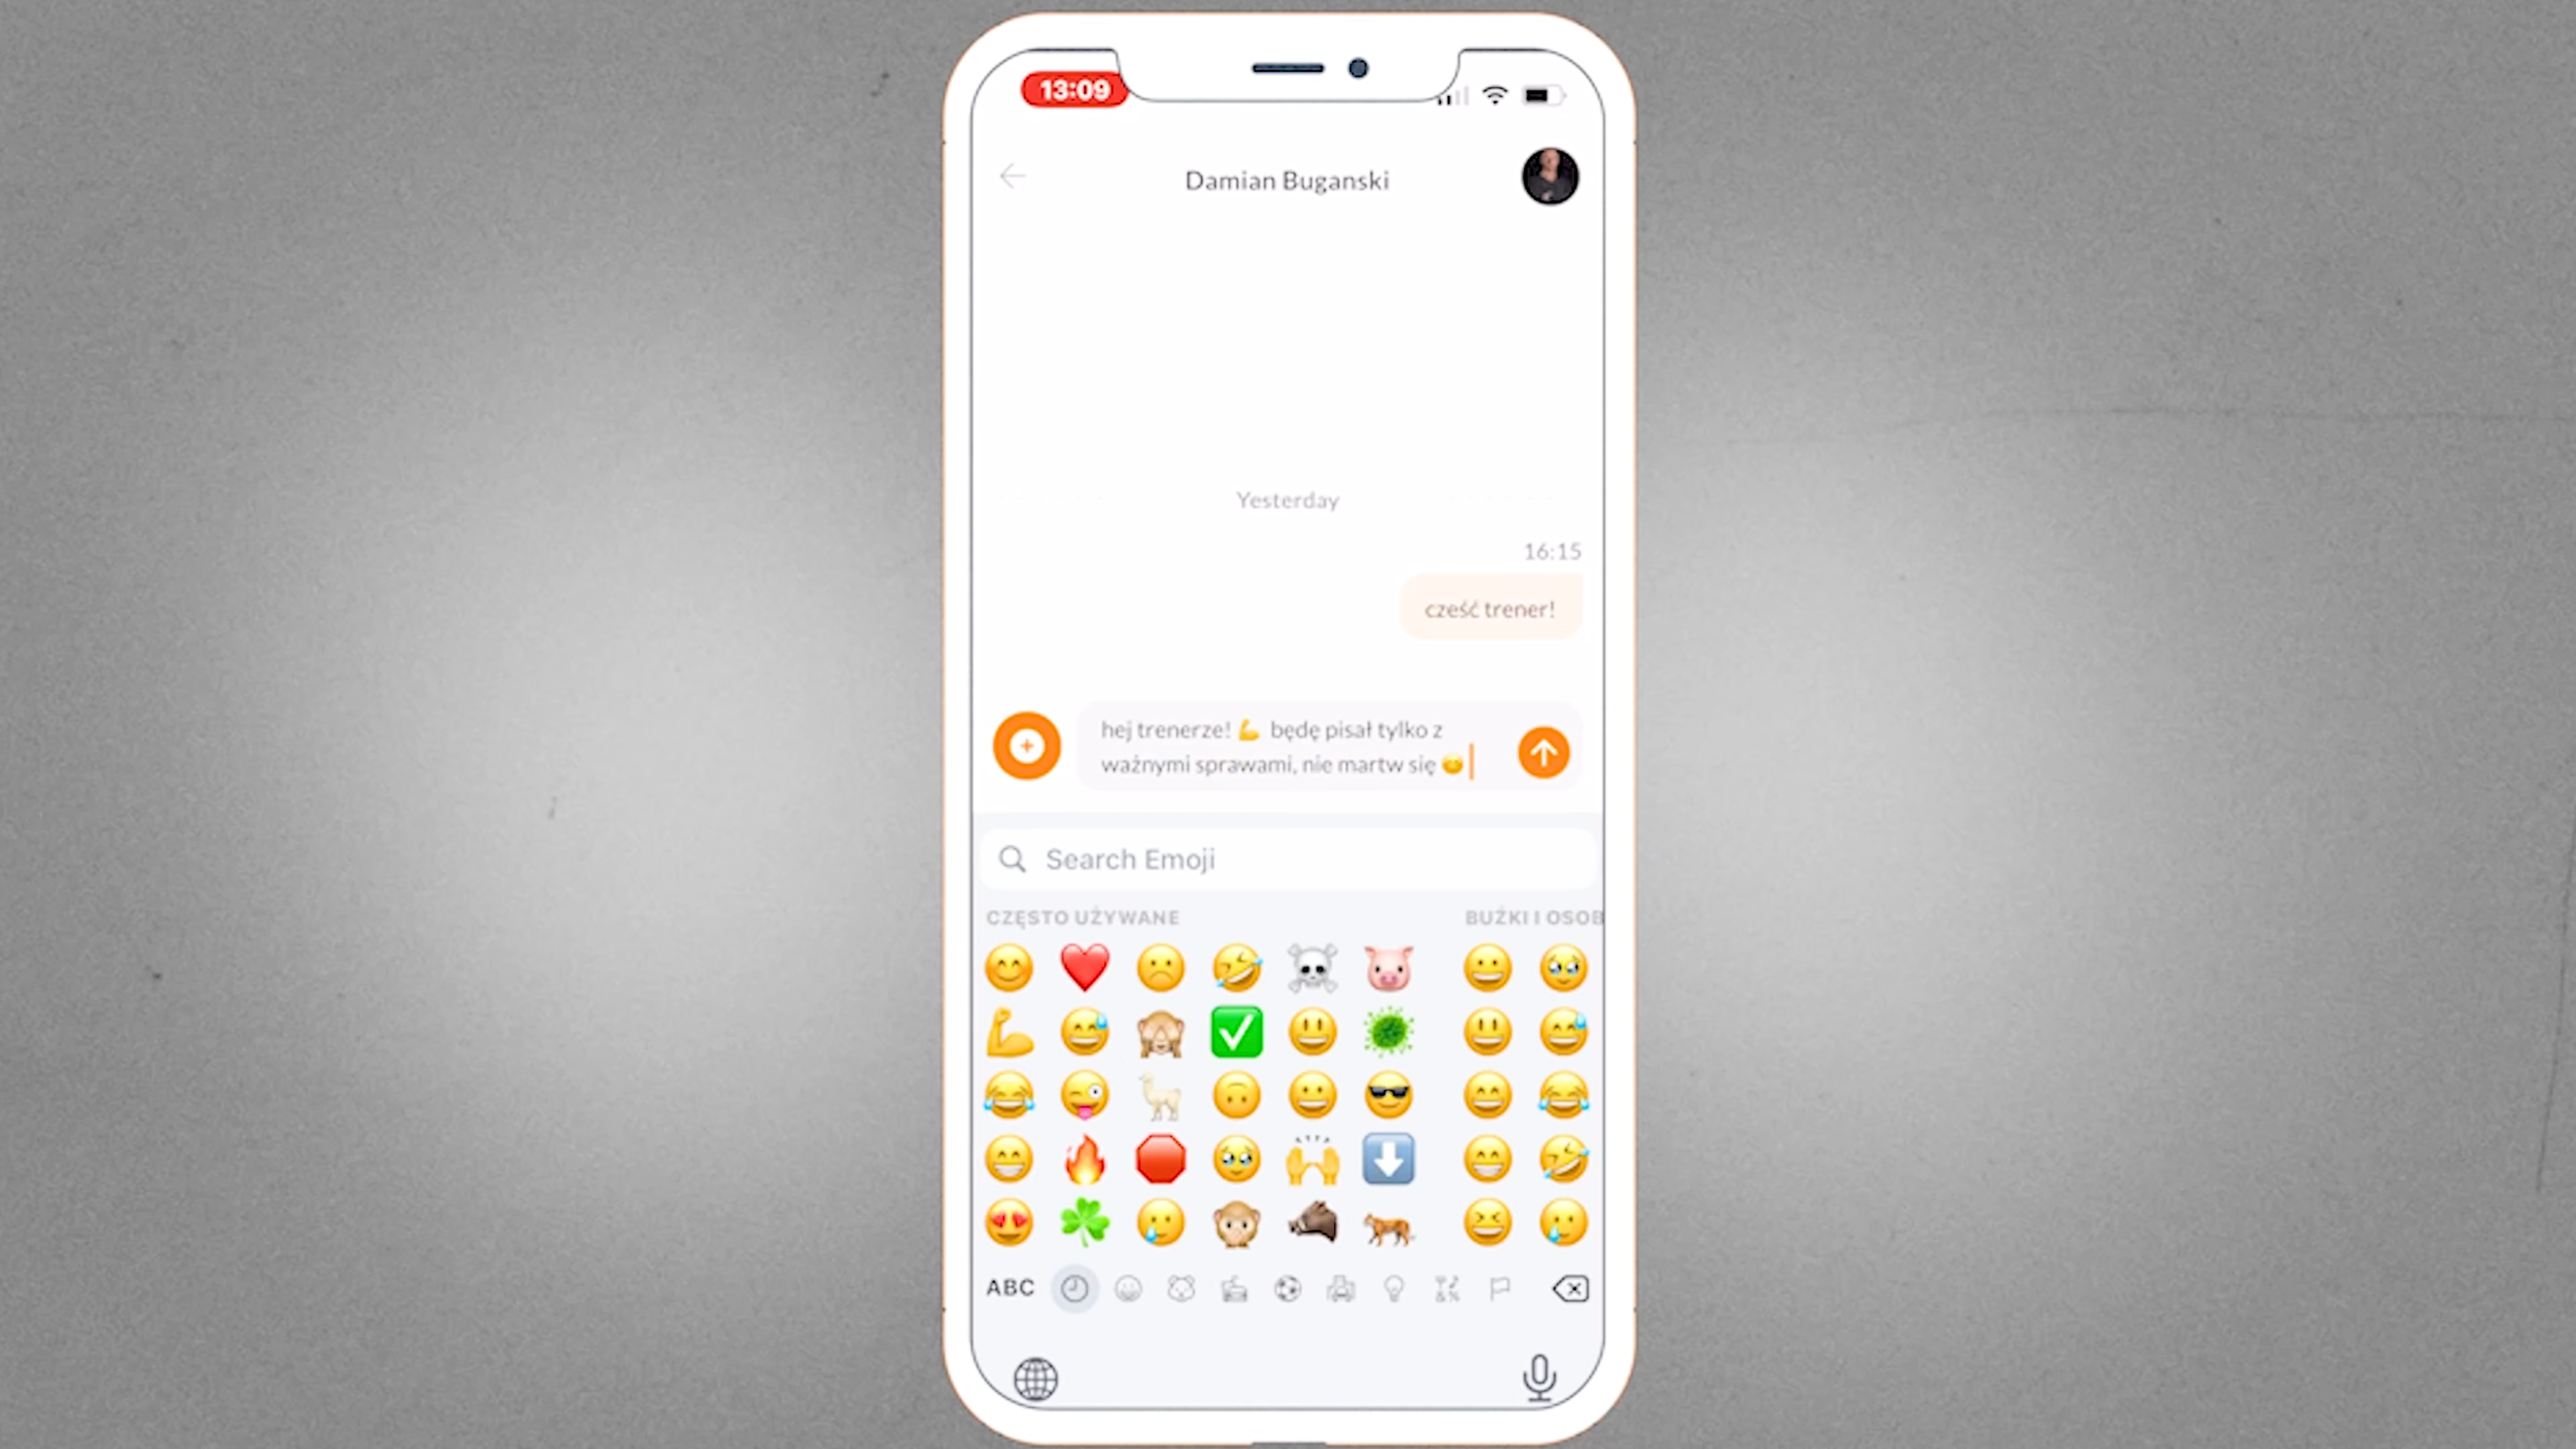 13:09
Damian Buganski
Yesterday
16:15
cześć trener!
hej trenerze! 💪 będę pisał tylko z
ważnymi sprawami, nie martw się 😊
Search Emoji
CZĘSTO UŻYWANE
BUŹKI I OSOB
ABC